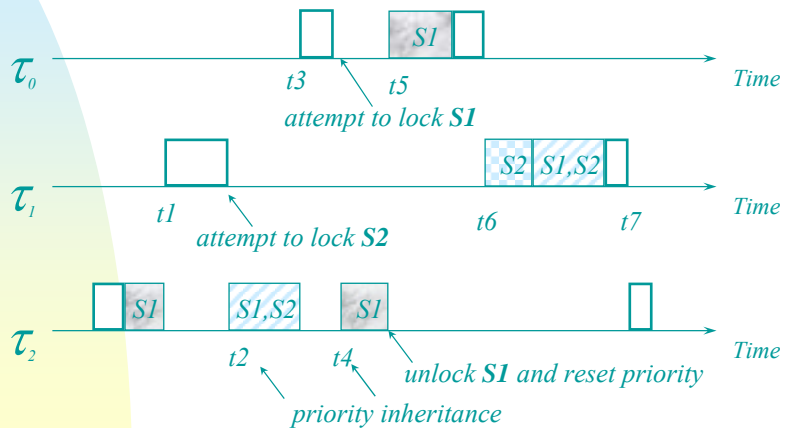 S1
τ0
t3
t5
Time
attempt to lock S1
S2
S1,S2
τ1
t1
t6
t7
Time
attempt to lock S2
S1
S1,S2
S1
τ2
t2
t4
Time
unlock S1 and reset priority
priority inheritance